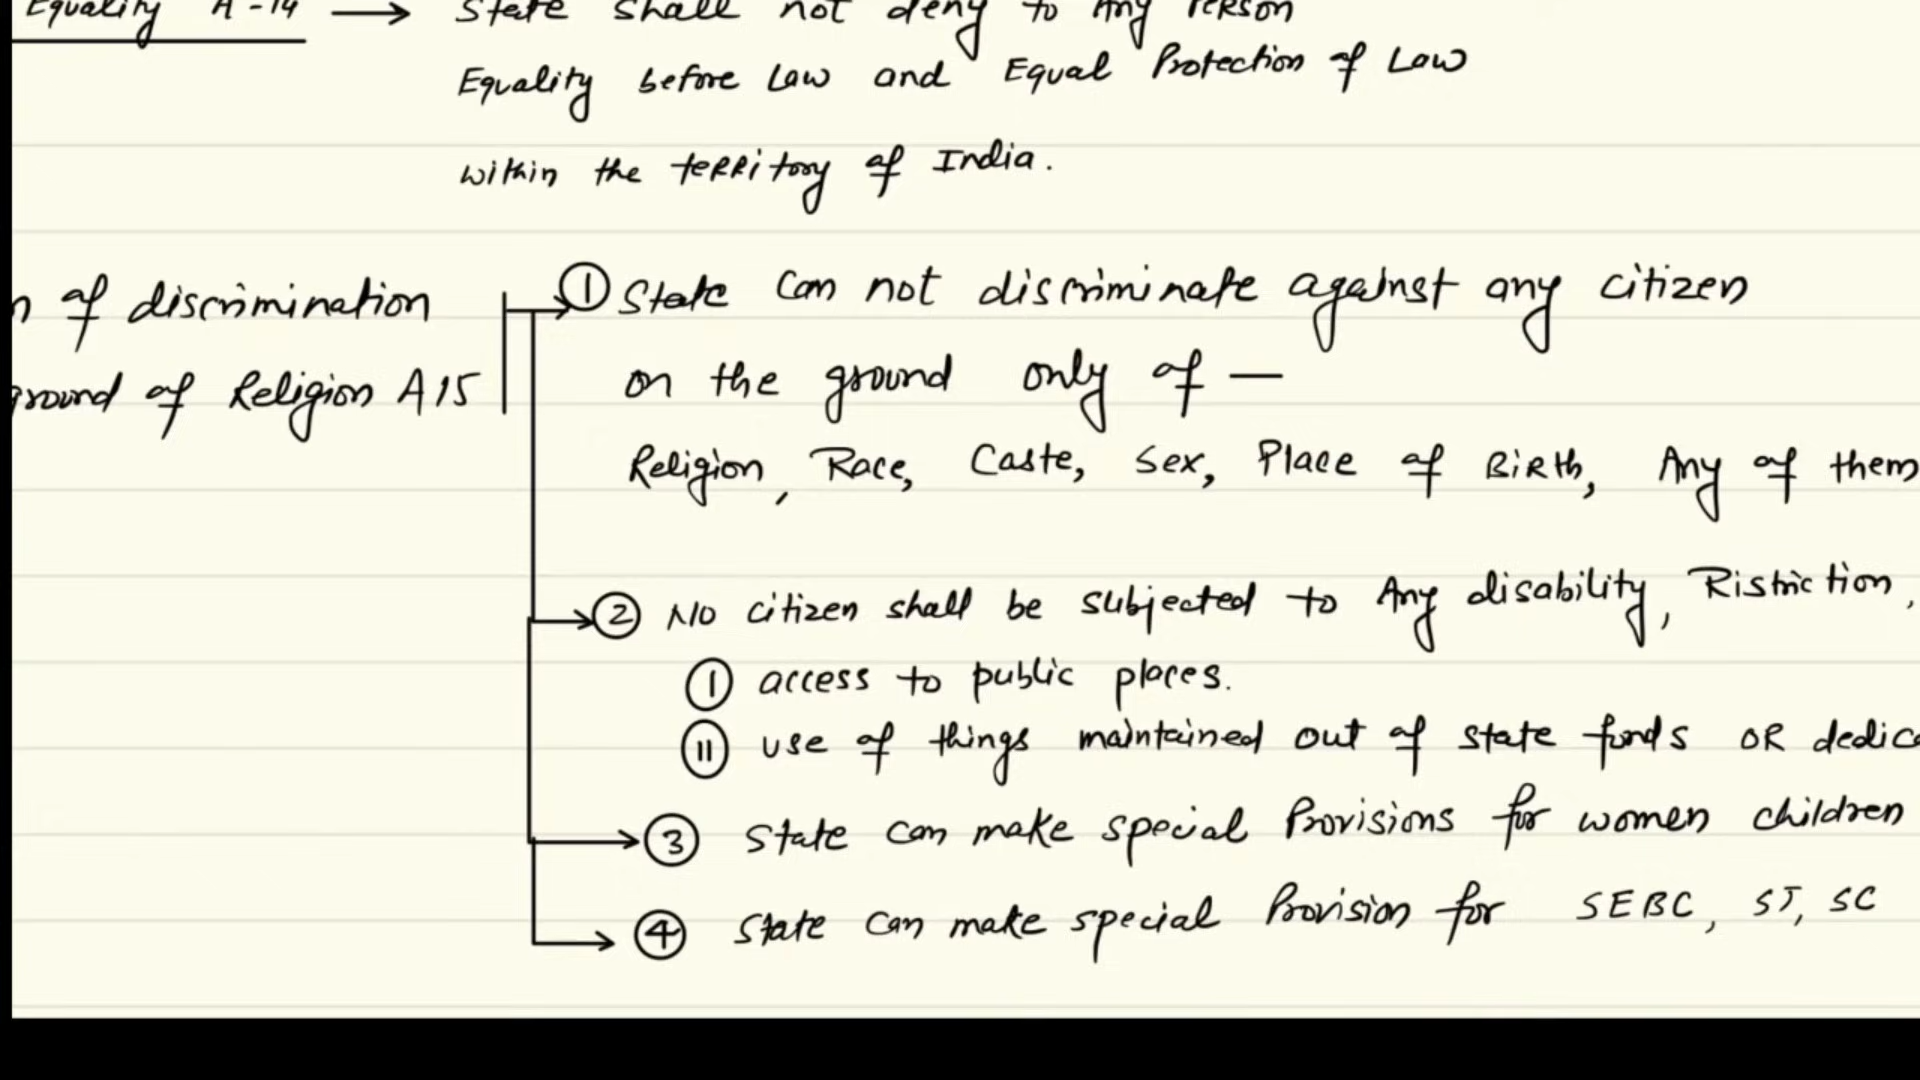 Equality A-14 → State shall not deny to Any Person
Equality before Law and Equal Protection of Law
within the teRRitory of India.
n of discrimination
ground of Religion A15
① State Can not discriminate against any citizen
on the ground only of —
Religion, Race, Caste, Sex, Place of BiRth, Any of them
② No citizen shall be subjected to Any disability, Ristriction,
① access to public places.
⑪ use of things maintained out of state funds OR dedica
③ State can make special Provisions for women children
④ State can make special Provision for SEBC, ST, SC